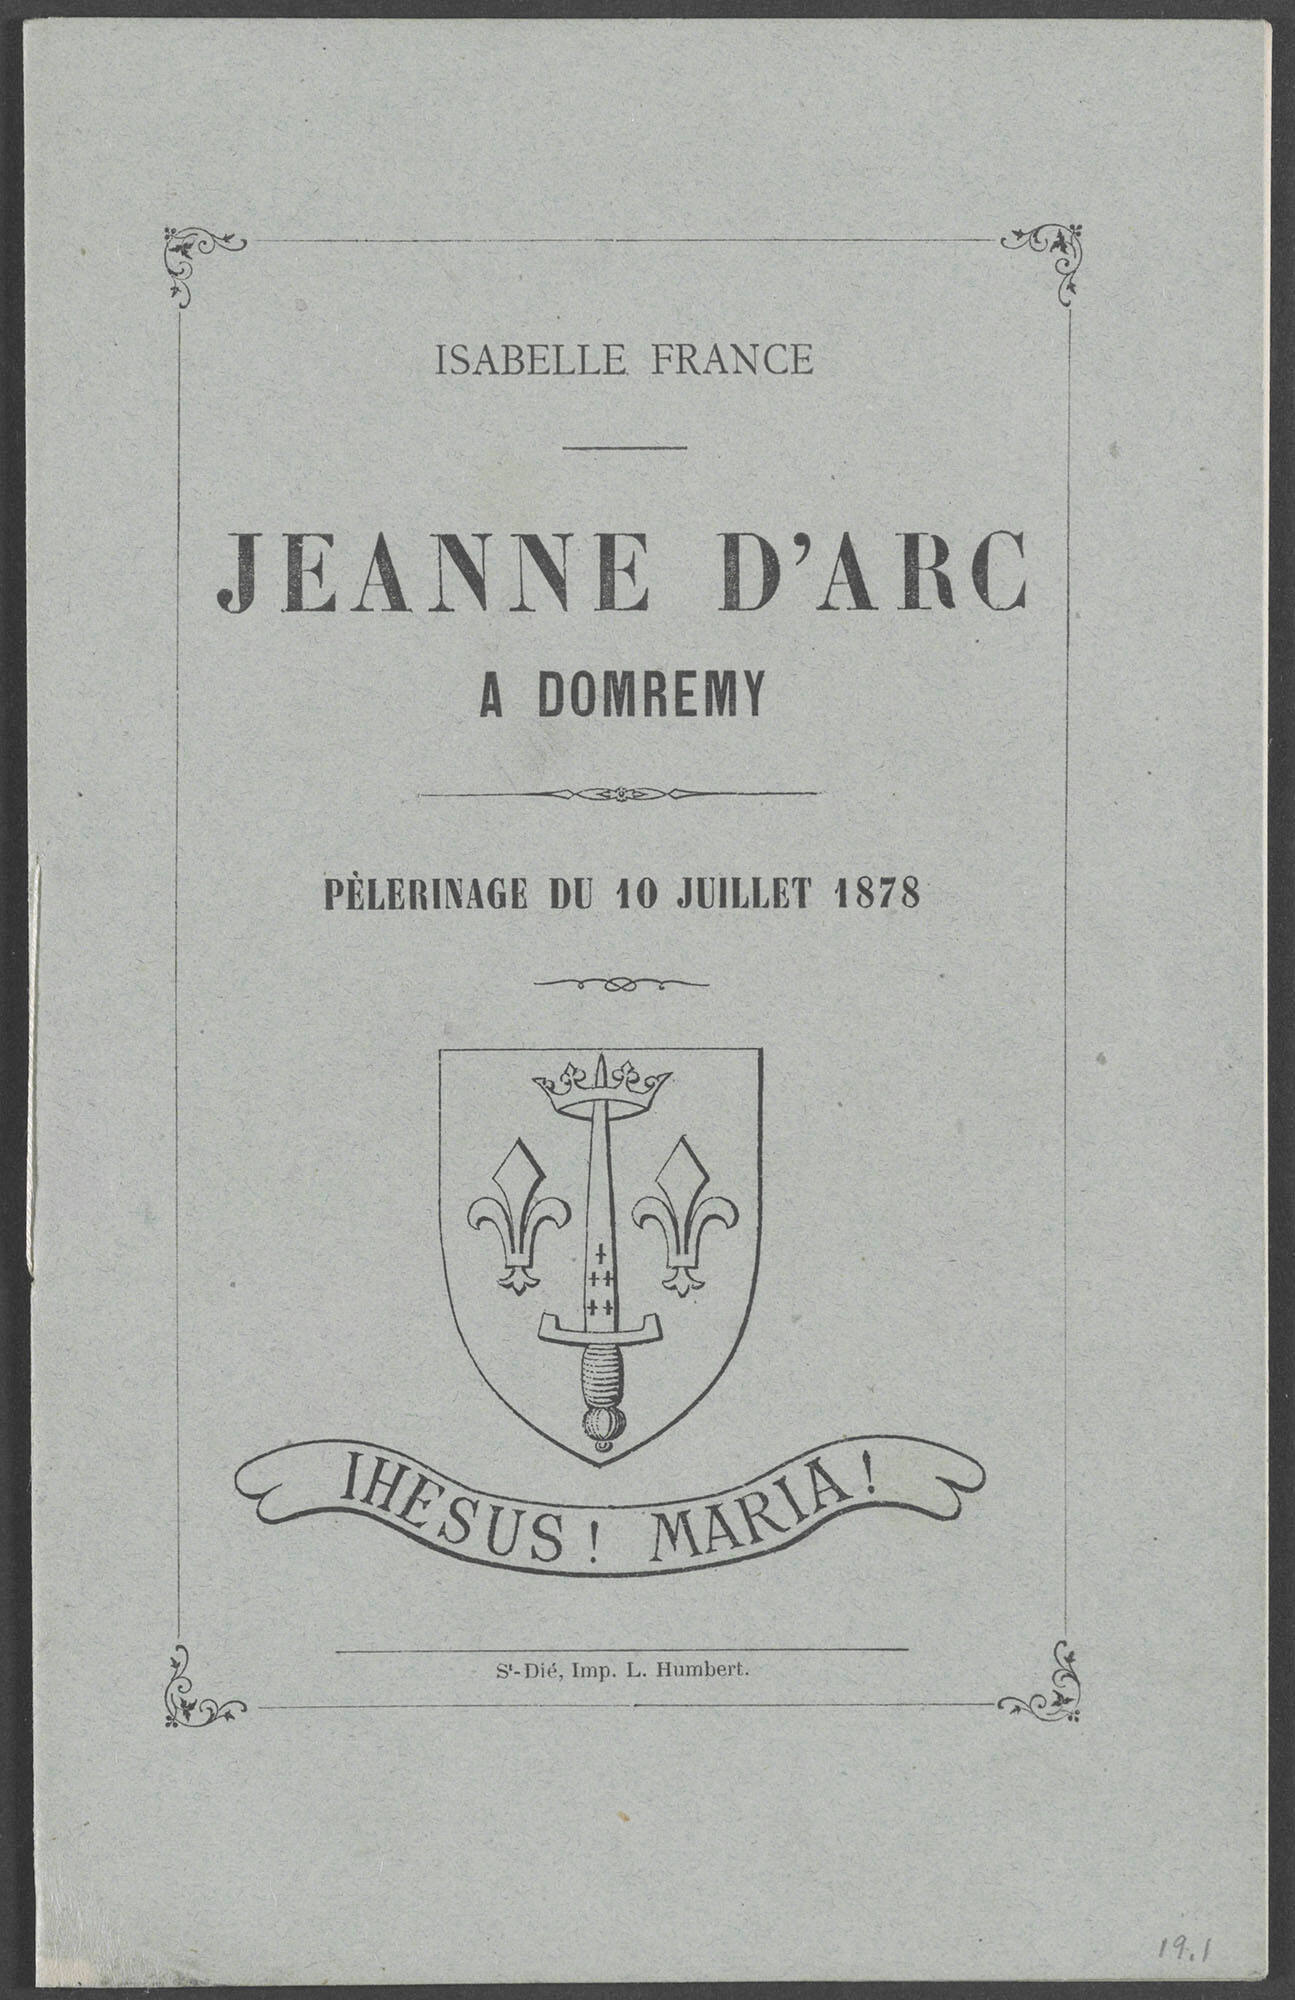 ISABELLE FRANCE
JEANNE D'ARC
A DOMREMY
PÈLERINAGE DU 10 JUILLET 1878
IHESUS! MARIA!
St-Dié, Imp. L. Humbert.
19.1